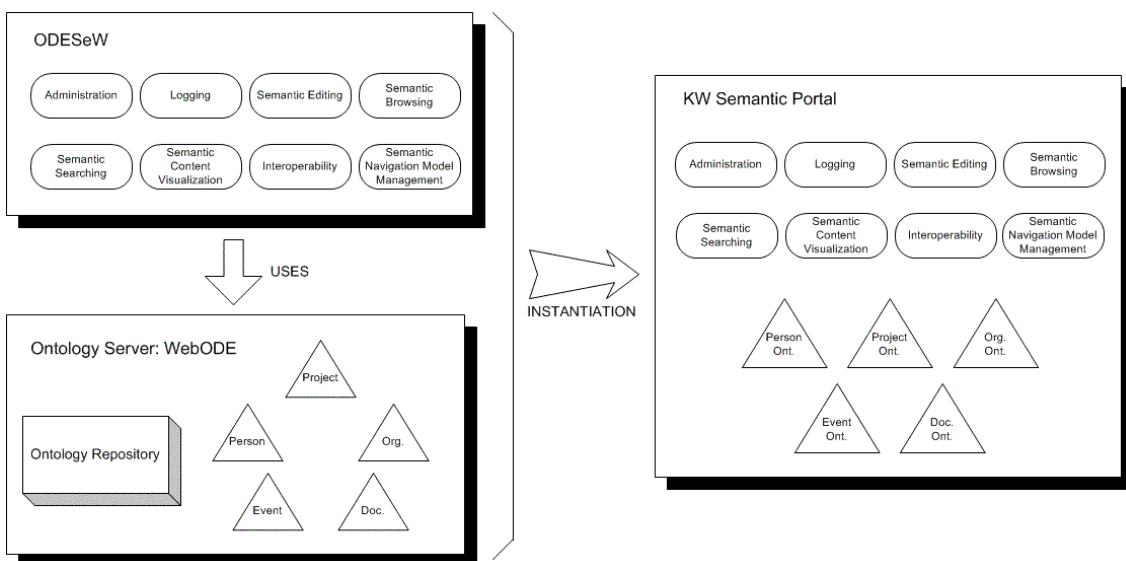 ODESeW
Administration
Logging
Semantic Editing
Semantic
Browsing
Semantic
Searching
Semantic
Content
Visualization
Interoperability
Semantic
Navigation Model
Management
USES
Ontology Server: WebODE
Ontology Repository
Project
Person
Org.
Event
Doc.
INSTANTIATION
KW Semantic Portal
Administration
Logging
Semantic Editing
Semantic
Browsing
Semantic
Searching
Semantic
Content
Visualization
Interoperability
Semantic
Navigation Model
Management
Person
Ont.
Project
Ont.
Org.
Ont.
Event
Ont.
Doc.
Ont.